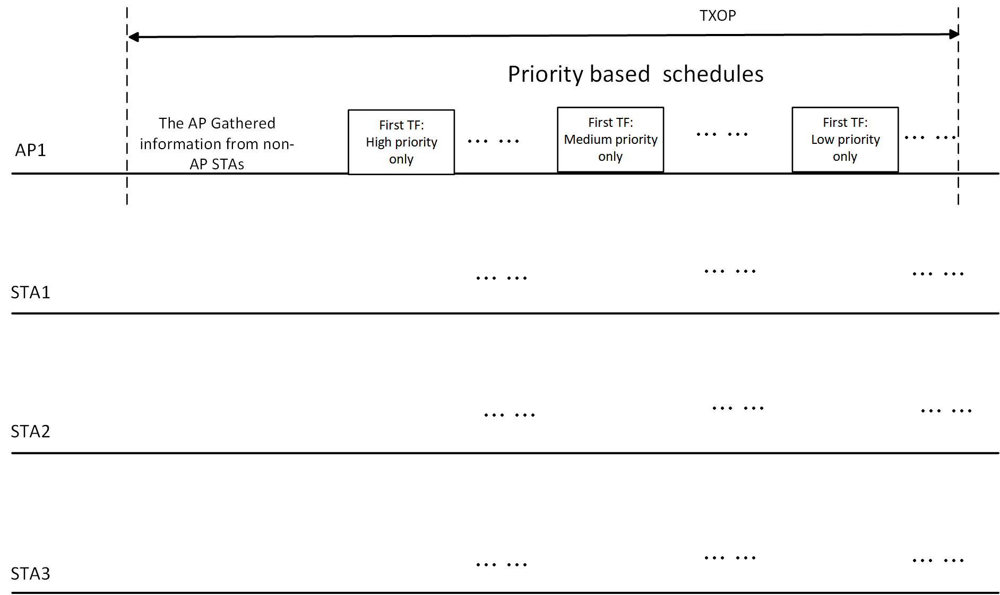 TXOP
Priority based  schedules
The AP Gathered
information from non-
AP STAs
First TF:
High priority
only
... ...
First TF:
Medium priority
only
... ...
First TF:
Low priority
only
... ...
AP1
... ...
... ...
... ...
STA1
... ...
... ...
... ...
STA2
... ...
... ...
... ...
STA3